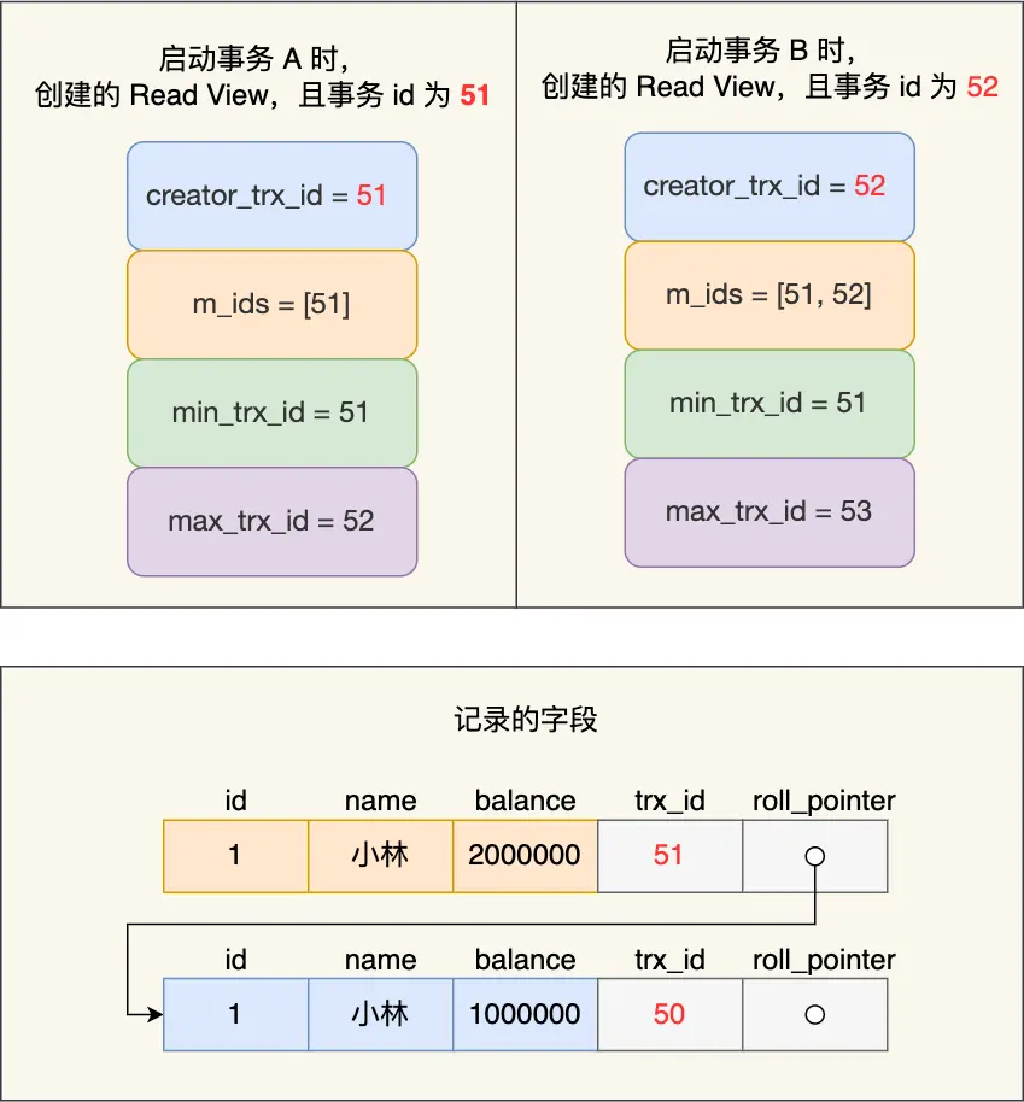 启动事务 A 时，
创建的 Read View，且事务 id 为 51
creator_trx_id = 51
m_ids = [51]
min_trx_id = 51
max_trx_id = 52
启动事务 B 时，
创建的 Read View，且事务 id 为 52
creator_trx_id = 52
m_ids = [51, 52]
min_trx_id = 51
max_trx_id = 53
记录的字段
id name balance trx_id roll_pointer
1 小林 2000000 51
id name balance trx_id roll_pointer
1 小林 1000000 50